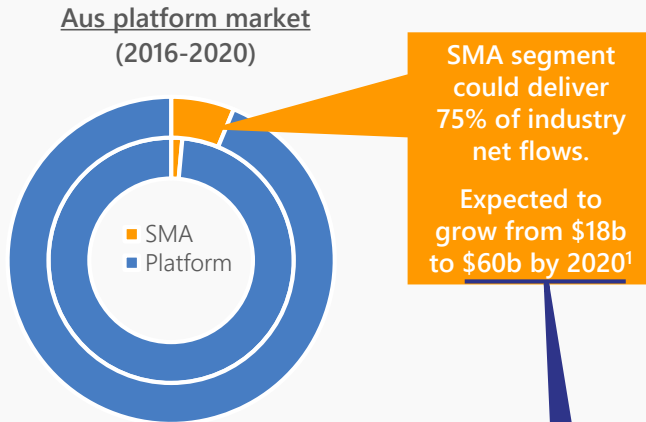 Aus platform market
(2016-2020)
SMA segment
could deliver
75% of industry
net flows.
Expected to
grow from $18b
to $60b by 2020¹
SMA
Platform